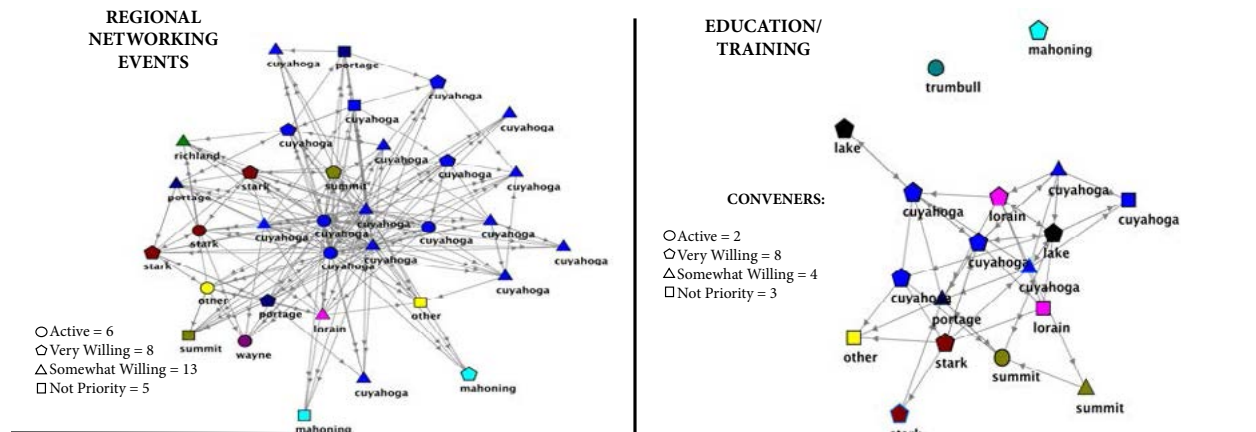 REGIONAL
NETWORKING
EVENTS
cuyahoga
portage
cuyahoga
cuyahoga
cuyahoga
cuyahoga
cuyahoga
richland
cuyahoga
stark
summit
cuyahoga
portage
cuyahoga
cuyahoga
cuyahoga
cuyahoga
cuyahoga
stark
cuyahoga
cuyahoga
cuyahoga
stark
cuyahoga
other
portage
lorain
other
summit
wayne
cuyahoga
mahoning
mahoning
Active = 6
Very Willing = 8
Somewhat Willing = 13
Not Priority = 5
EDUCATION/
TRAINING
mahoning
trumbull
lake
cuyahoga
cuyahoga
lorain
cuyahoga
lake
cuyahoga
cuyahoga
cuyahoga
portage
lorain
other
stark
summit
summit
CONVENERS:
Active = 2
Very Willing = 8
Somewhat Willing = 4
Not Priority = 3